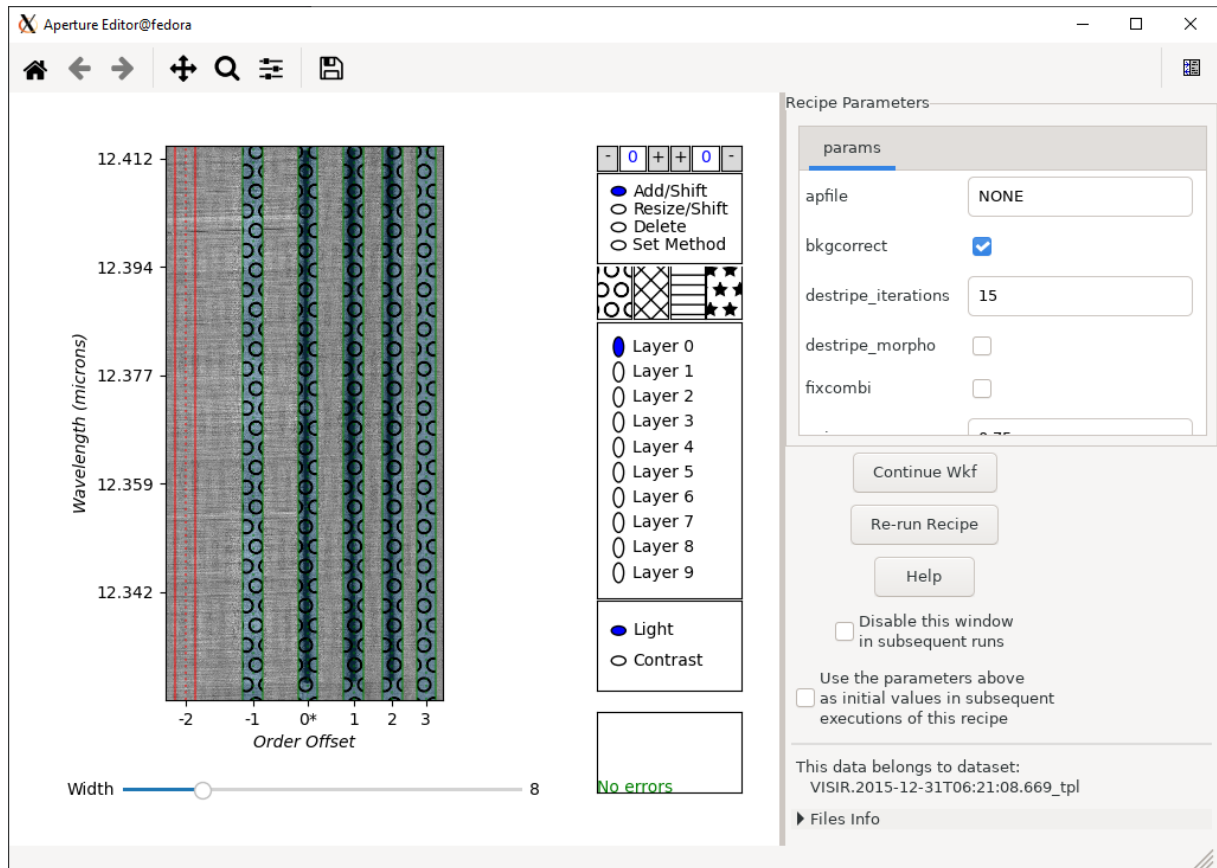 Aperture Editor@fedora
12.412
12.394
12.377
12.359
12.342
Wavelength (microns)
-2 -1 0* 1 2 3
Order Offset
Width 8
- 0 + + 0 -
Add/Shift
Resize/Shift
Delete
Set Method
Layer 0
Layer 1
Layer 2
Layer 3
Layer 4
Layer 5
Layer 6
Layer 7
Layer 8
Layer 9
Light
Contrast
No errors
Recipe Parameters
params
apfile NONE
bkgcorrect
destripe_iterations 15
destripe_morpho
fixcombi
Continue Wkf
Re-run Recipe
Help
Disable this window
in subsequent runs
Use the parameters above
as initial values in subsequent
executions of this recipe
This data belongs to dataset:
VISIR.2015-12-31T06:21:08.669_tpl
Files Info